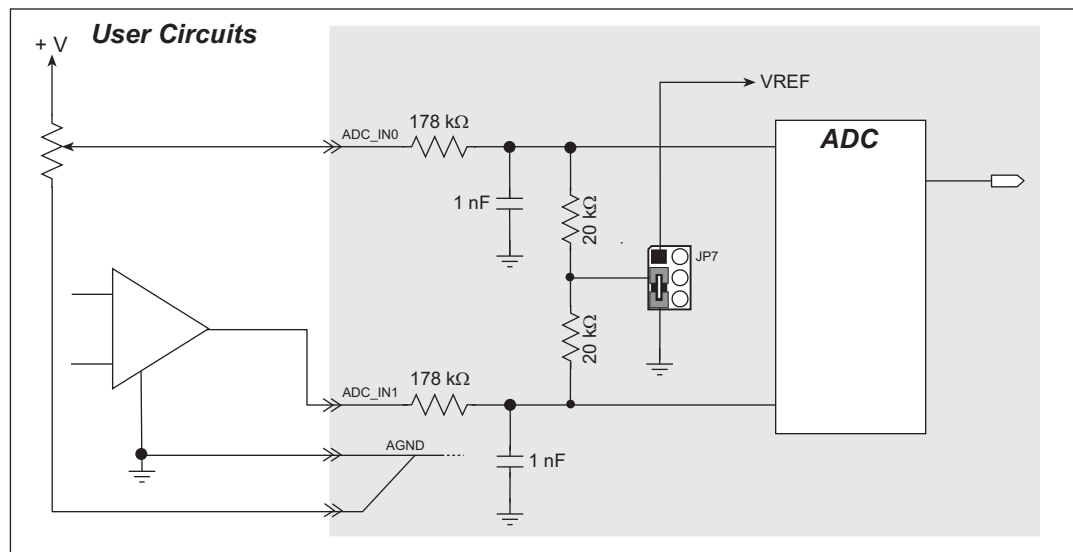 User Circuits
+ V
VREF
ADC_IN0
178 kΩ
ADC
1 nF
20 kΩ
JP7
20 kΩ
ADC_IN1
178 kΩ
AGND
1 nF